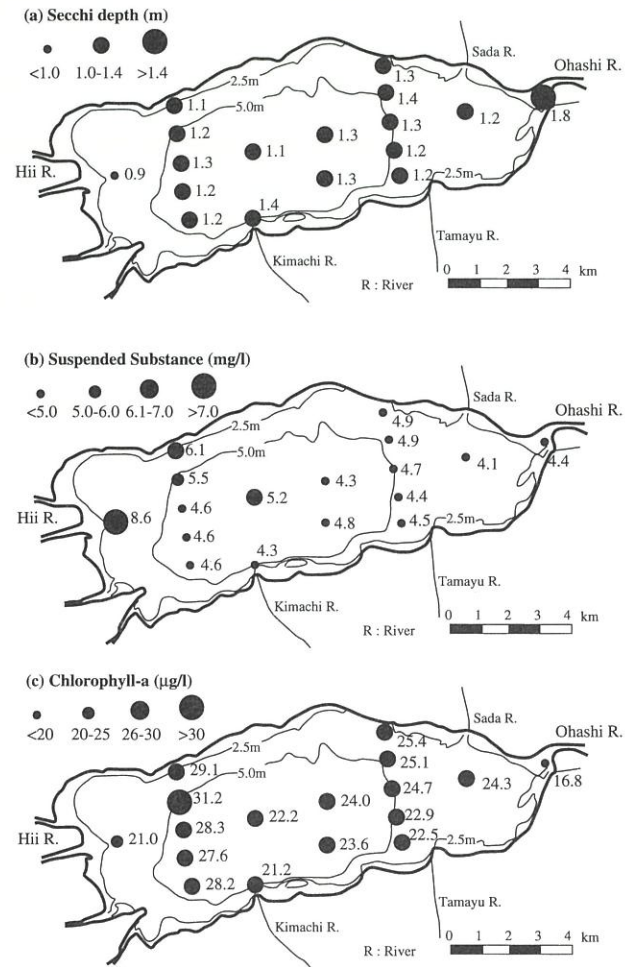 (a) Secchi depth (m)
<1.0 1.0-1.4 >1.4
Sada R.
Ohashi R.
2.5m
1.3
5.0m
1.1
1.4
1.8
1.2
1.3
1.3
1.2
1.1
1.2
Hii R.
0.9
1.3
1.3
1.2
2.5m
1.2
1.2
1.4
Tamayu R.
Kimachi R.
0 1 2 3 4 km
R : River
(b) Suspended Substance (mg/l)
<5.0 5.0-6.0 6.1-7.0 >7.0
Sada R.
Ohashi R.
2.5m
4.9
6.1
5.0m
4.9
4.4
5.5
4.7
4.1
4.3
5.2
4.4
Hii R.
8.6
4.6
4.8
4.5
2.5m
4.6
4.6
4.3
Tamayu R.
Kimachi R.
0 1 2 3 4 km
R : River
(c) Chlorophyll-a (µg/l)
<20 20-25 26-30 >30
Sada R.
Ohashi R.
2.5m
25.4
29.1
5.0m
25.1
16.8
31.2
24.7
24.3
24.0
22.2
22.9
Hii R.
21.0
28.3
23.6
22.5
2.5m
27.6
28.2
21.2
Tamayu R.
Kimachi R.
0 1 2 3 4 km
R : River